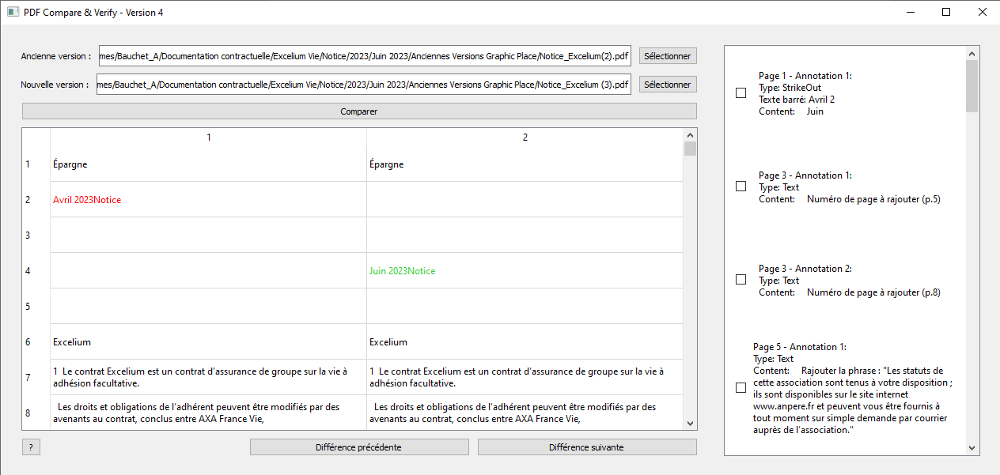 PDF Compare & Verify - Version 4
Ancienne version :
mes/Bauchet_A/Documentation contractuelle/Excelium Vie/Notice/2023/Juin 2023/Anciennes Versions Graphic Place/Notice_Excelium(2).pdf
Sélectionner
Nouvelle version :
mes/Bauchet_A/Documentation contractuelle/Excelium Vie/Notice/2023/Juin 2023/Anciennes Versions Graphic Place/Notice_Excelium (3).pdf
Sélectionner
Comparer
1 2
1 Épargne Épargne
2 Avril 2023Notice
3
4 Juin 2023Notice
5
6 Excelium Excelium
7
1 Le contrat Excelium est un contrat d’assurance de groupe sur la vie à
adhésion facultative.
1 Le contrat Excelium est un contrat d’assurance de groupe sur la vie à
adhésion facultative.
8
Les droits et obligations de l’adhérent peuvent être modifiés par des
avenants au contrat, conclus entre AXA France Vie,
Les droits et obligations de l’adhérent peuvent être modifiés par des
avenants au contrat, conclus entre AXA France Vie,
?
Différence précédente
Différence suivante
Page 1 - Annotation 1:
Type: StrikeOut
Texte barré: Avril 2
Content: Juin
Page 3 - Annotation 1:
Type: Text
Content: Numéro de page à rajouter (p.5)
Page 3 - Annotation 2:
Type: Text
Content: Numéro de page à rajouter (p.8)
Page 5 - Annotation 1:
Type: Text
Content: Rajouter la phrase : "Les statuts de
cette association sont tenus à votre disposition ;
ils sont disponibles sur le site internet
www.anpere.fr et peuvent vous être fournis à
tout moment sur simple demande par courrier
auprès de l’association."